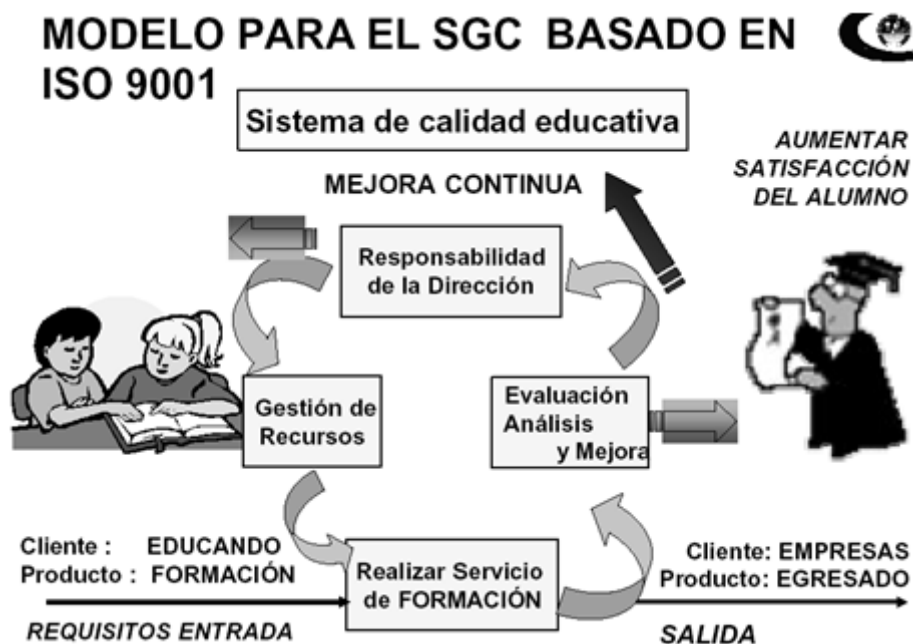 MODELO PARA EL SGC BASADO EN
ISO 9001
Sistema de calidad educativa
AUMENTAR
SATISFACCIÓN
DEL ALUMNO
MEJORA CONTINUA
Responsabilidad
de la Dirección
Gestión de
Recursos
Evaluación
Análisis
y Mejora
Cliente : EDUCANDO
Producto : FORMACIÓN
Realizar Servicio
de FORMACIÓN
Cliente: EMPRESAS
Producto: EGRESADO
REQUISITOS ENTRADA
SALIDA